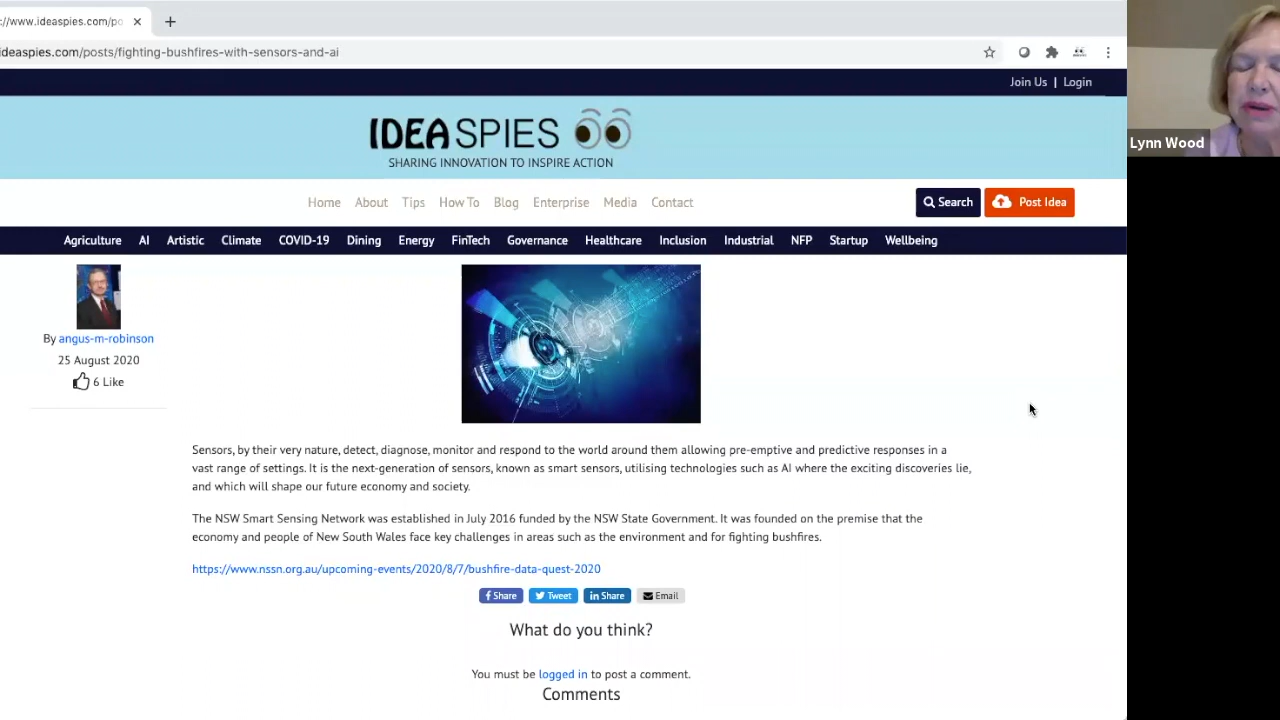 ://www.ideaspies.com/po
deaspies.com/posts/fighting-bushfires-with-sensors-and-ai
Join Us | Login
IDEASPIES
SHARING INNOVATION TO INSPIRE ACTION
Lynn Wood
Home About Tips How To Blog Enterprise Media Contact Search Post Idea
Agriculture AI Artistic Climate COVID-19 Dining Energy FinTech Governance Healthcare Inclusion Industrial NFP Startup Wellbeing
By angus-m-robinson
25 August 2020
6 Like
Sensors, by their very nature, detect, diagnose, monitor and respond to the world around them allowing pre-emptive and predictive responses in a
vast range of settings. It is the next-generation of sensors, known as smart sensors, utilising technologies such as AI where the exciting discoveries lie,
and which will shape our future economy and society.
The NSW Smart Sensing Network was established in July 2016 funded by the NSW State Government. It was founded on the premise that the
economy and people of New South Wales face key challenges in areas such as the environment and for fighting bushfires.
https://www.nssn.org.au/upcoming-events/2020/8/7/bushfire-data-quest-2020
Share Tweet Share Email
What do you think?
You must be logged in to post a comment.
Comments